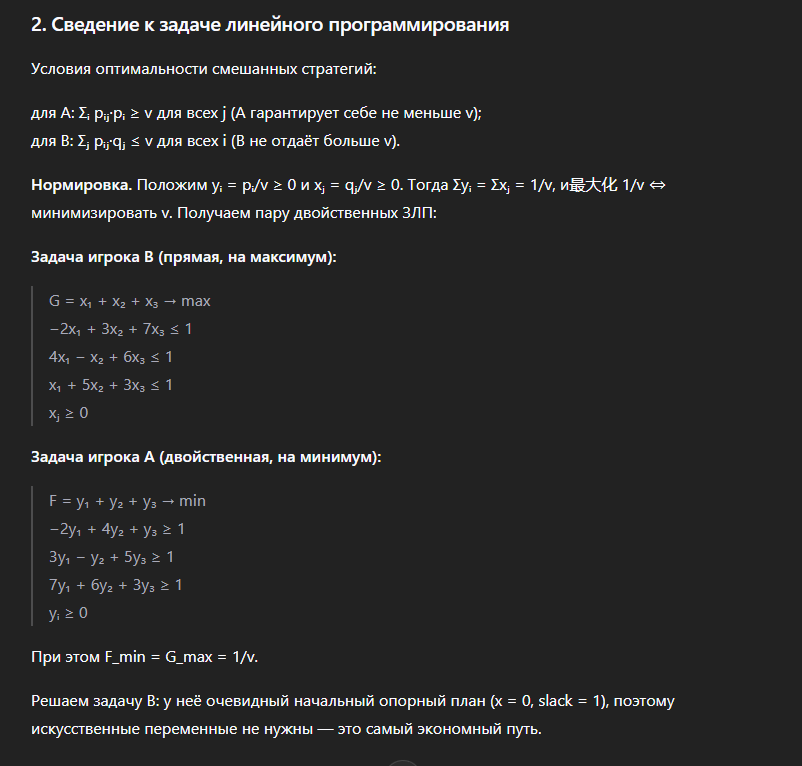 2. Сведение к задаче линейного программирования
Условия оптимальности смешанных стратегий:
для A: Σᵢ pᵢⱼ·pᵢ ≥ v для всех j (А гарантирует себе не меньше v);
для B: Σⱼ pᵢⱼ·qⱼ ≤ v для всех i (B не отдаёт больше v).
Нормировка. Положим yᵢ = pᵢ/v ≥ 0 и xⱼ = qⱼ/v ≥ 0. Тогда Σyᵢ = Σxⱼ = 1/v, и最大化 1/v ⇔
минимизировать v. Получаем пару двойственных ЗЛП:
Задача игрока B (прямая, на максимум):
G = x₁ + x₂ + x₃ → max
−2x₁ + 3x₂ + 7x₃ ≤ 1
4x₁ − x₂ + 6x₃ ≤ 1
x₁ + 5x₂ + 3x₃ ≤ 1
xⱼ ≥ 0
Задача игрока A (двойственная, на минимум):
F = y₁ + y₂ + y₃ → min
−2y₁ + 4y₂ + y₃ ≥ 1
3y₁ − y₂ + 5y₃ ≥ 1
7y₁ + 6y₂ + 3y₃ ≥ 1
yᵢ ≥ 0
При этом F_min = G_max = 1/v.
Решаем задачу B: у неё очевидный начальный опорный план (x = 0, slack = 1), поэтому
искусственные переменные не нужны — это самый экономный путь.